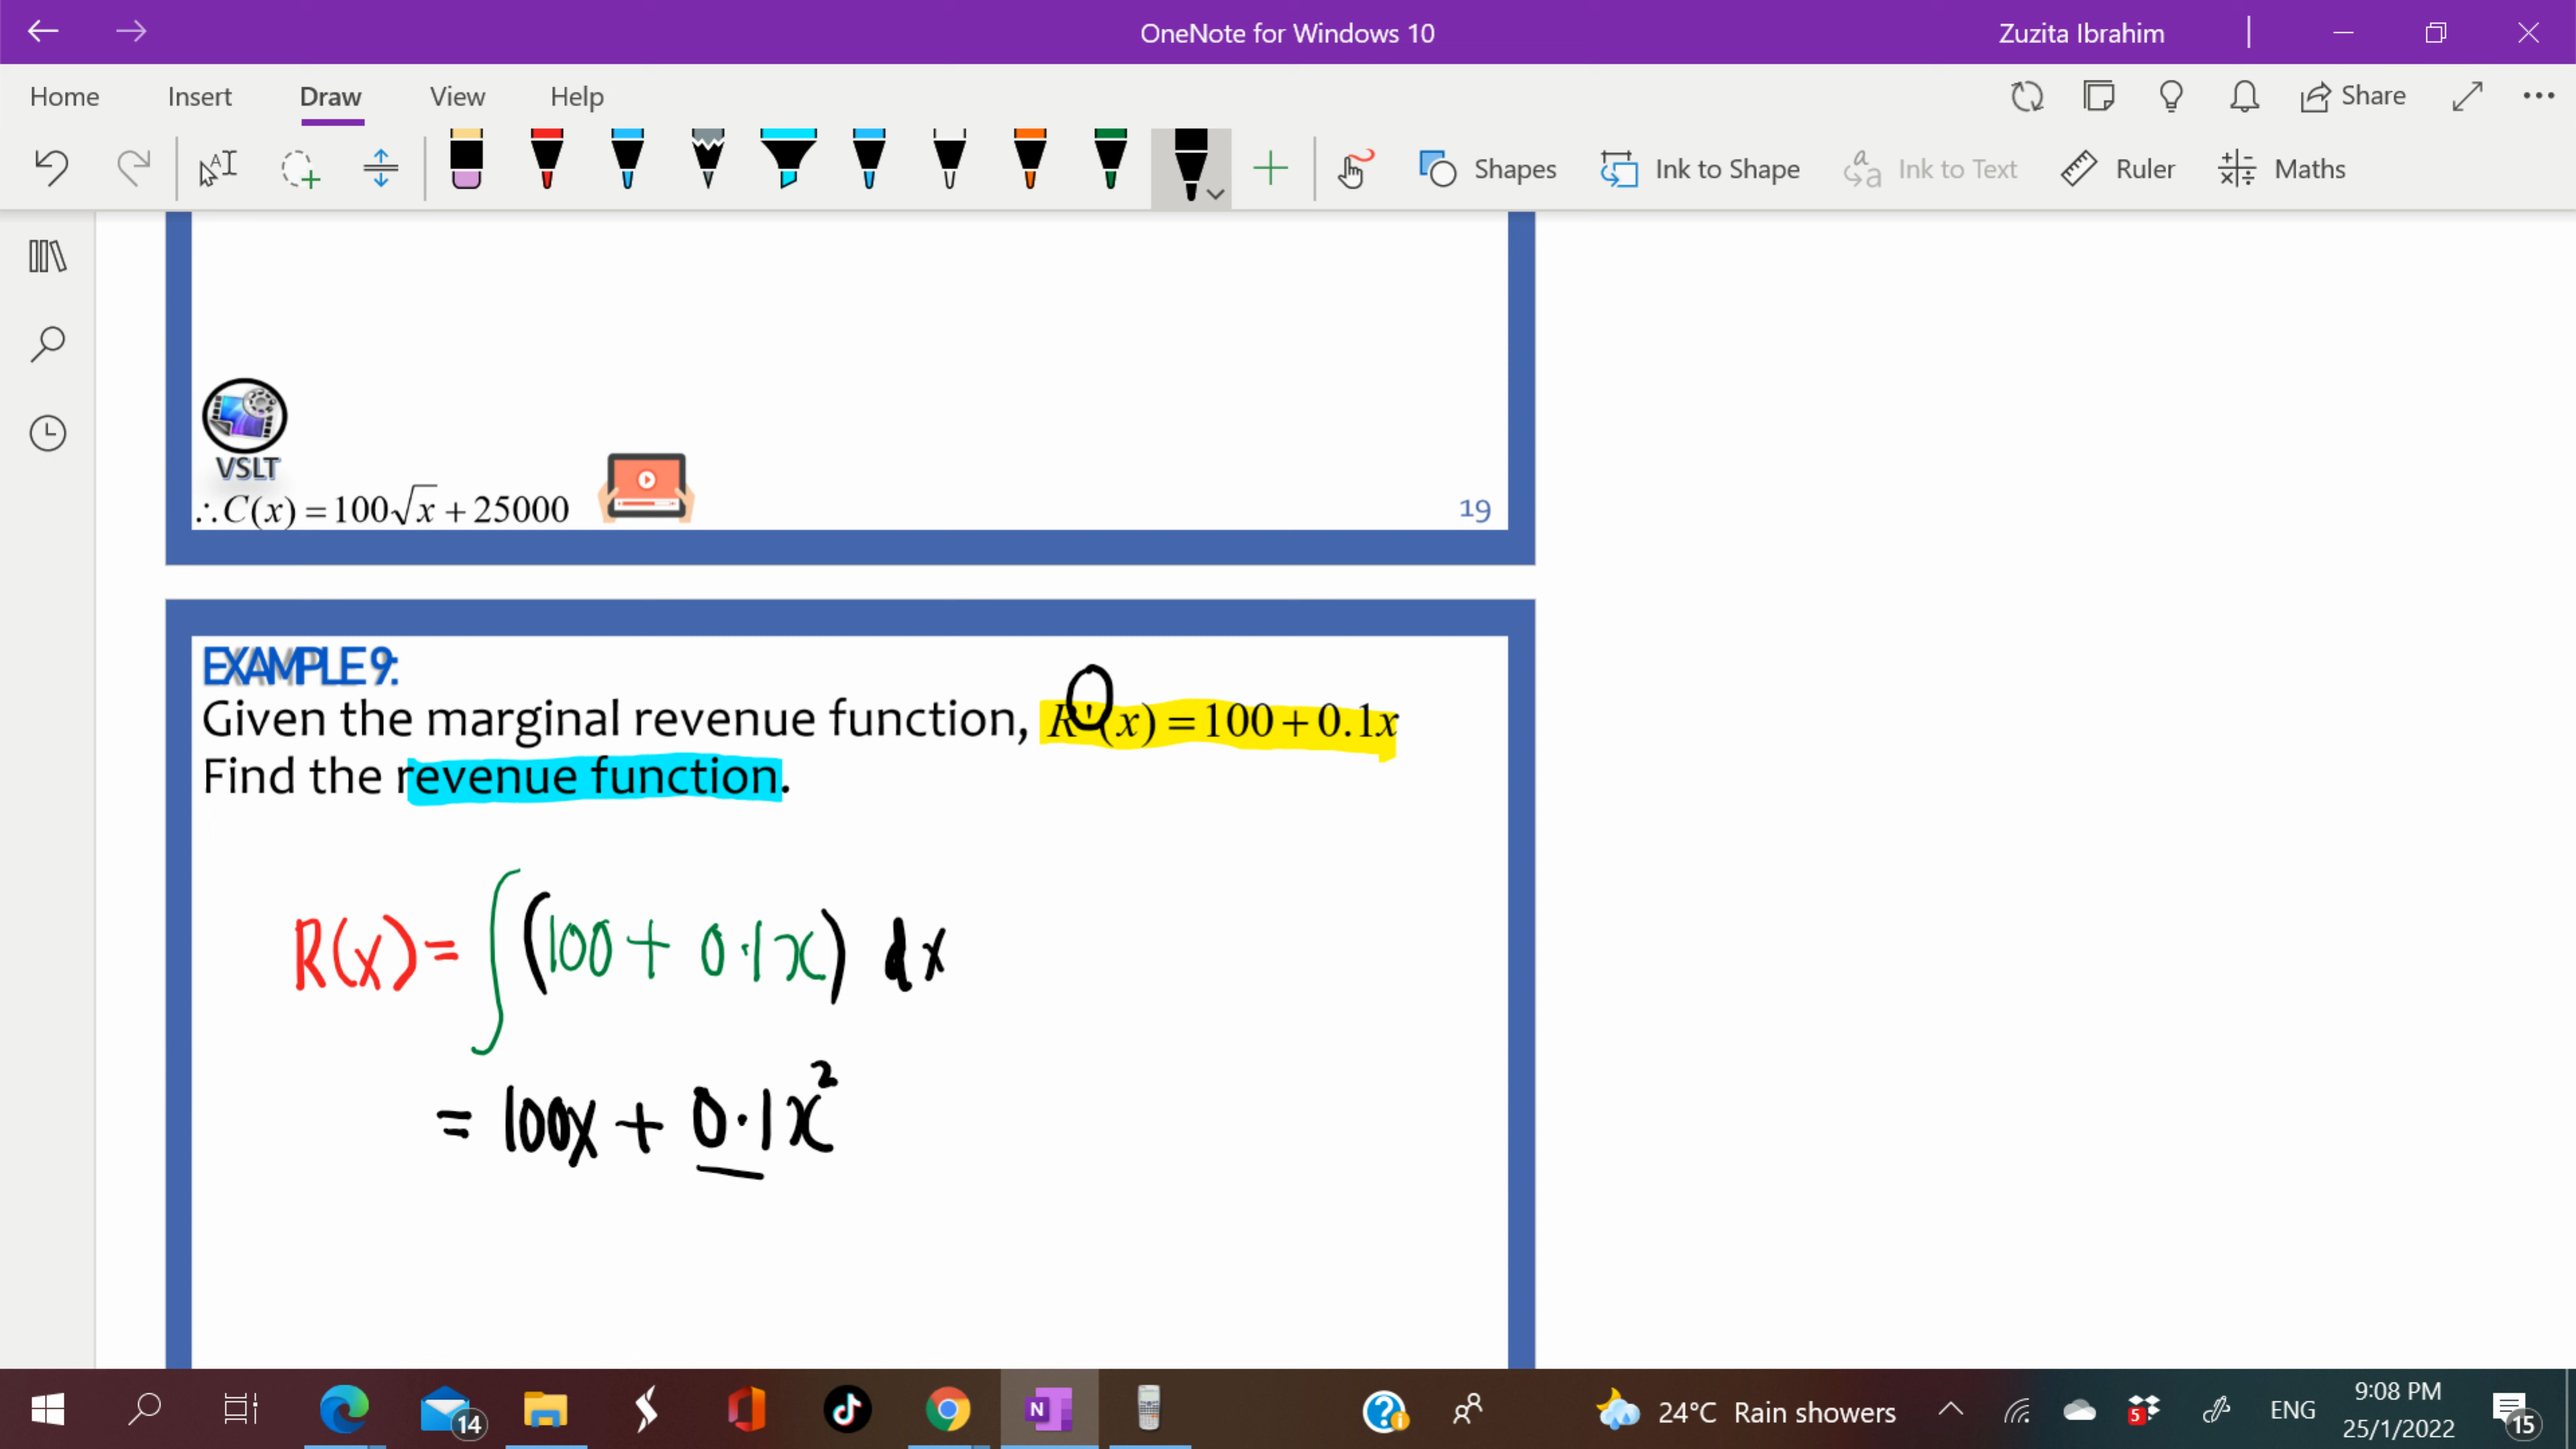 OneNote for Windows 10
Zuzita Ibrahim
Home Insert Draw View Help
Share
Shapes Ink to Shape Ink to Text Ruler Maths
VSLT
∴C(x) = 100√x + 25000
19
EXAMPLE 9:
Given the marginal revenue function, R'(x) = 100 + 0.1x
Find the revenue function.
R(x) = ∫ (100 + 0.1x) dx
= 100x + 0.1x²
14
24°C Rain showers
5
ENG
9:08 PM
25/1/2022
15